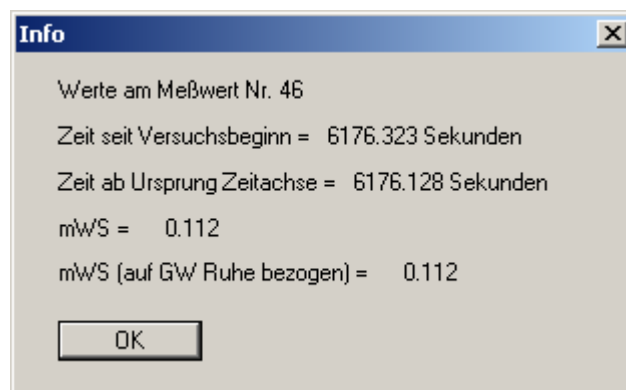 Info
Werte am Meßwert Nr. 46
Zeit seit Versuchsbeginn = 6176.323 Sekunden
Zeit ab Ursprung Zeitachse = 6176.128 Sekunden
mWS = 0.112
mWS (auf GW Ruhe bezogen) = 0.112
OK